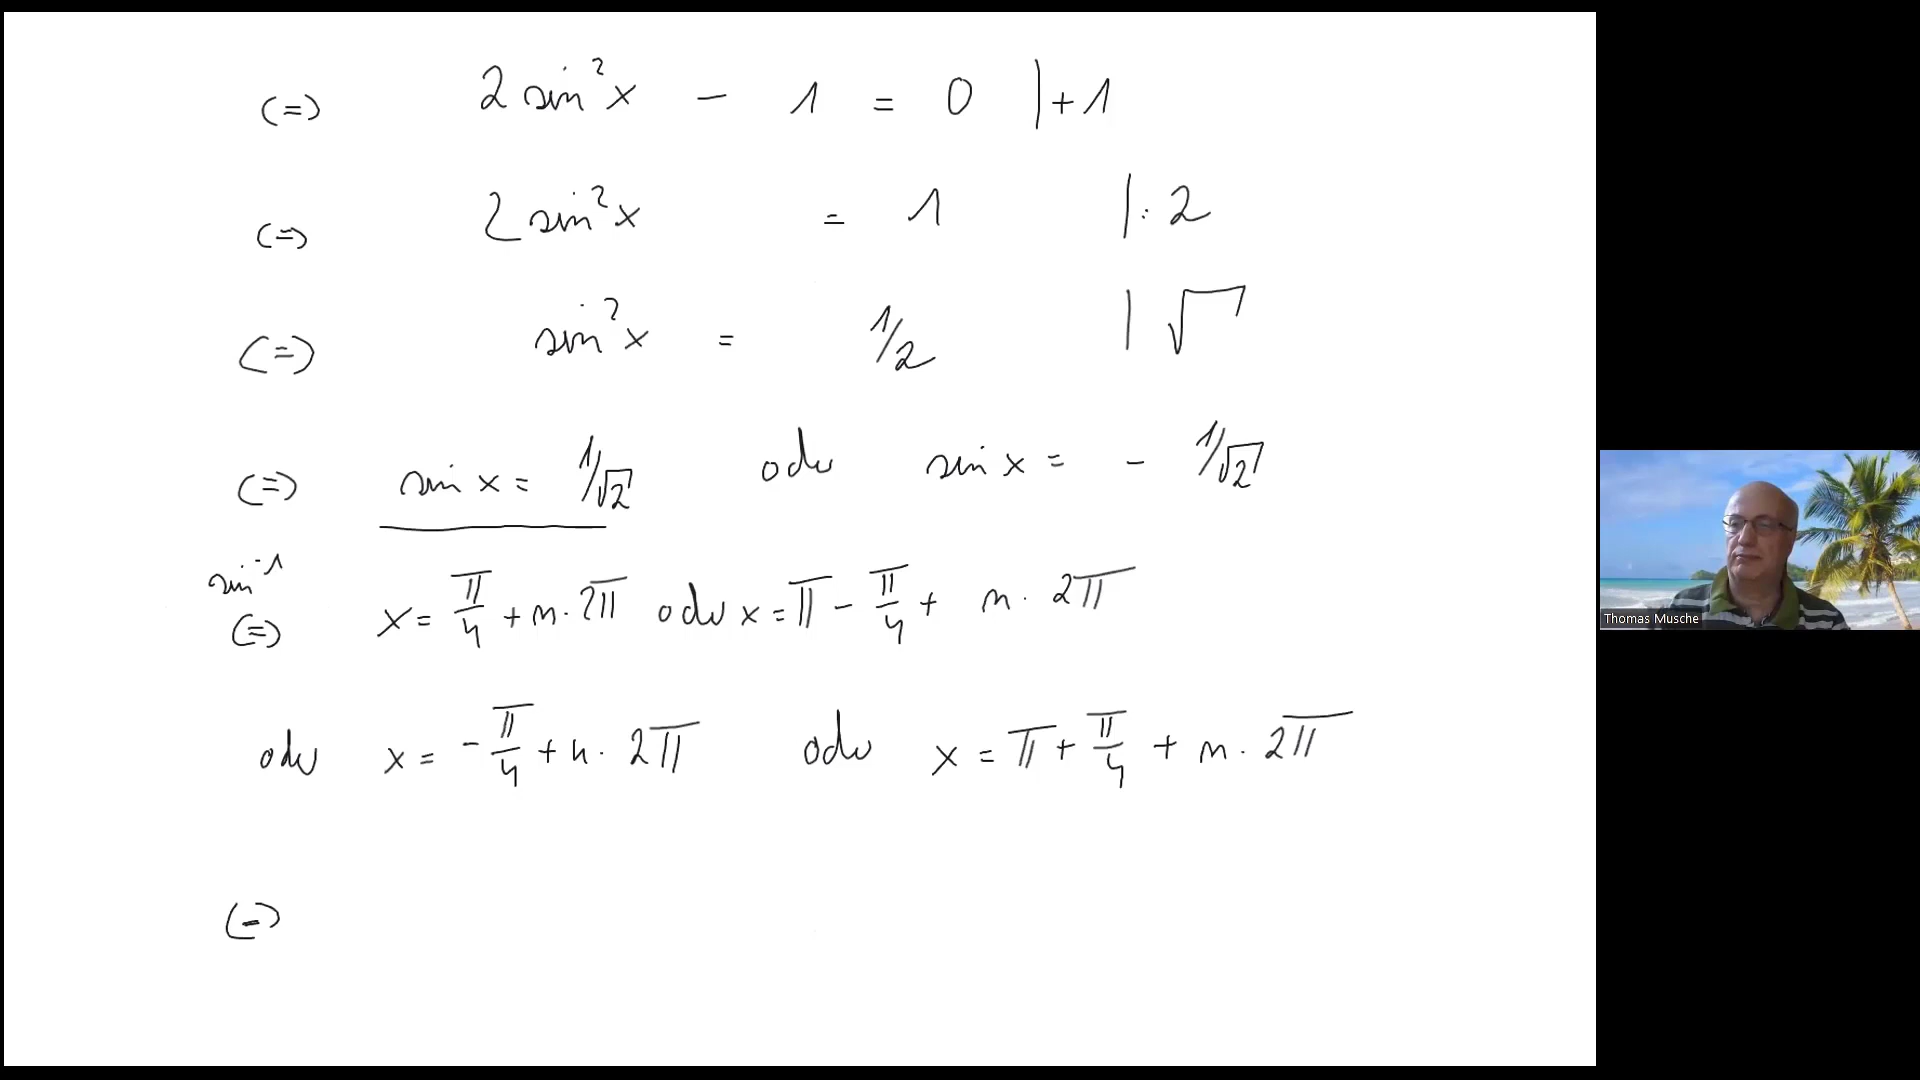 (=) 2 sin²x - 1 = 0 |+1
(=) 2 sin²x = 1 |: 2
(=) sin²x = 1/2 | √
(=) sin x = 1/√2 oder sin x = - 1/√2
sin⁻¹
(=) x = π/4 + n · 2π oder x = π - π/4 + n · 2π
oder x = - π/4 + n · 2π oder x = π + π/4 + n · 2π
(=)
Thomas Musche